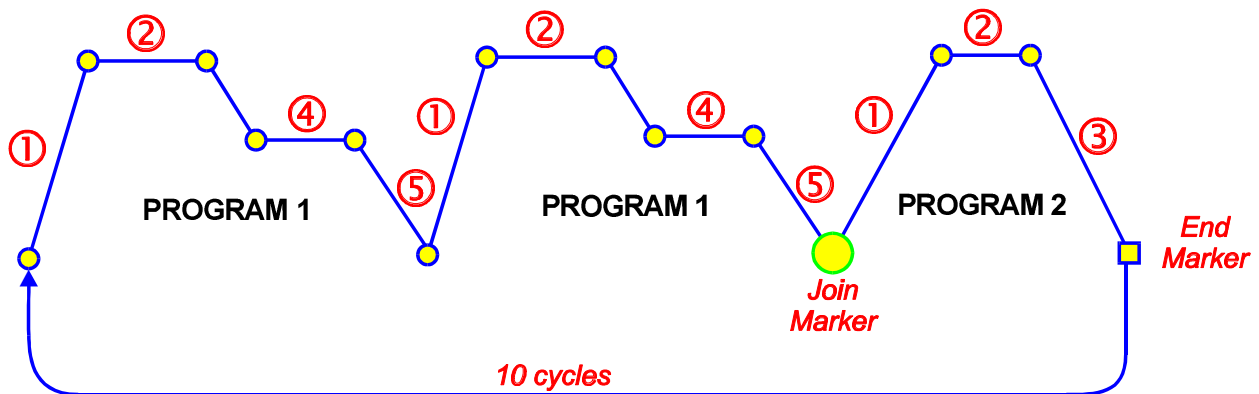 ② ② ②
④ ④
① ① ① ③
⑤ ⑤
PROGRAM 1 PROGRAM 1 PROGRAM 2
End
Marker
Join
Marker
10 cycles